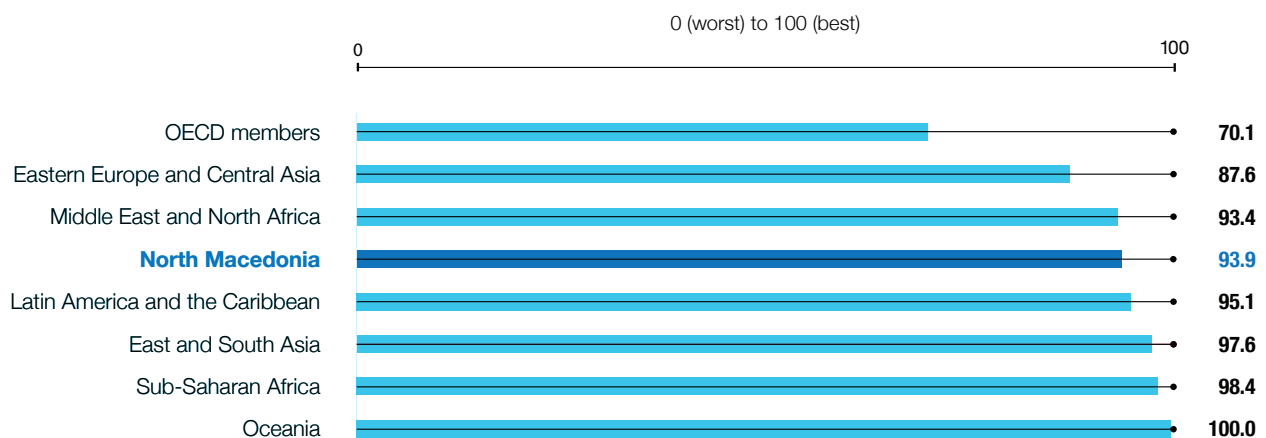 0 (worst) to 100 (best)
0 100
OECD members 70.1
Eastern Europe and Central Asia 87.6
Middle East and North Africa 93.4
North Macedonia 93.9
Latin America and the Caribbean 95.1
East and South Asia 97.6
Sub-Saharan Africa 98.4
Oceania 100.0